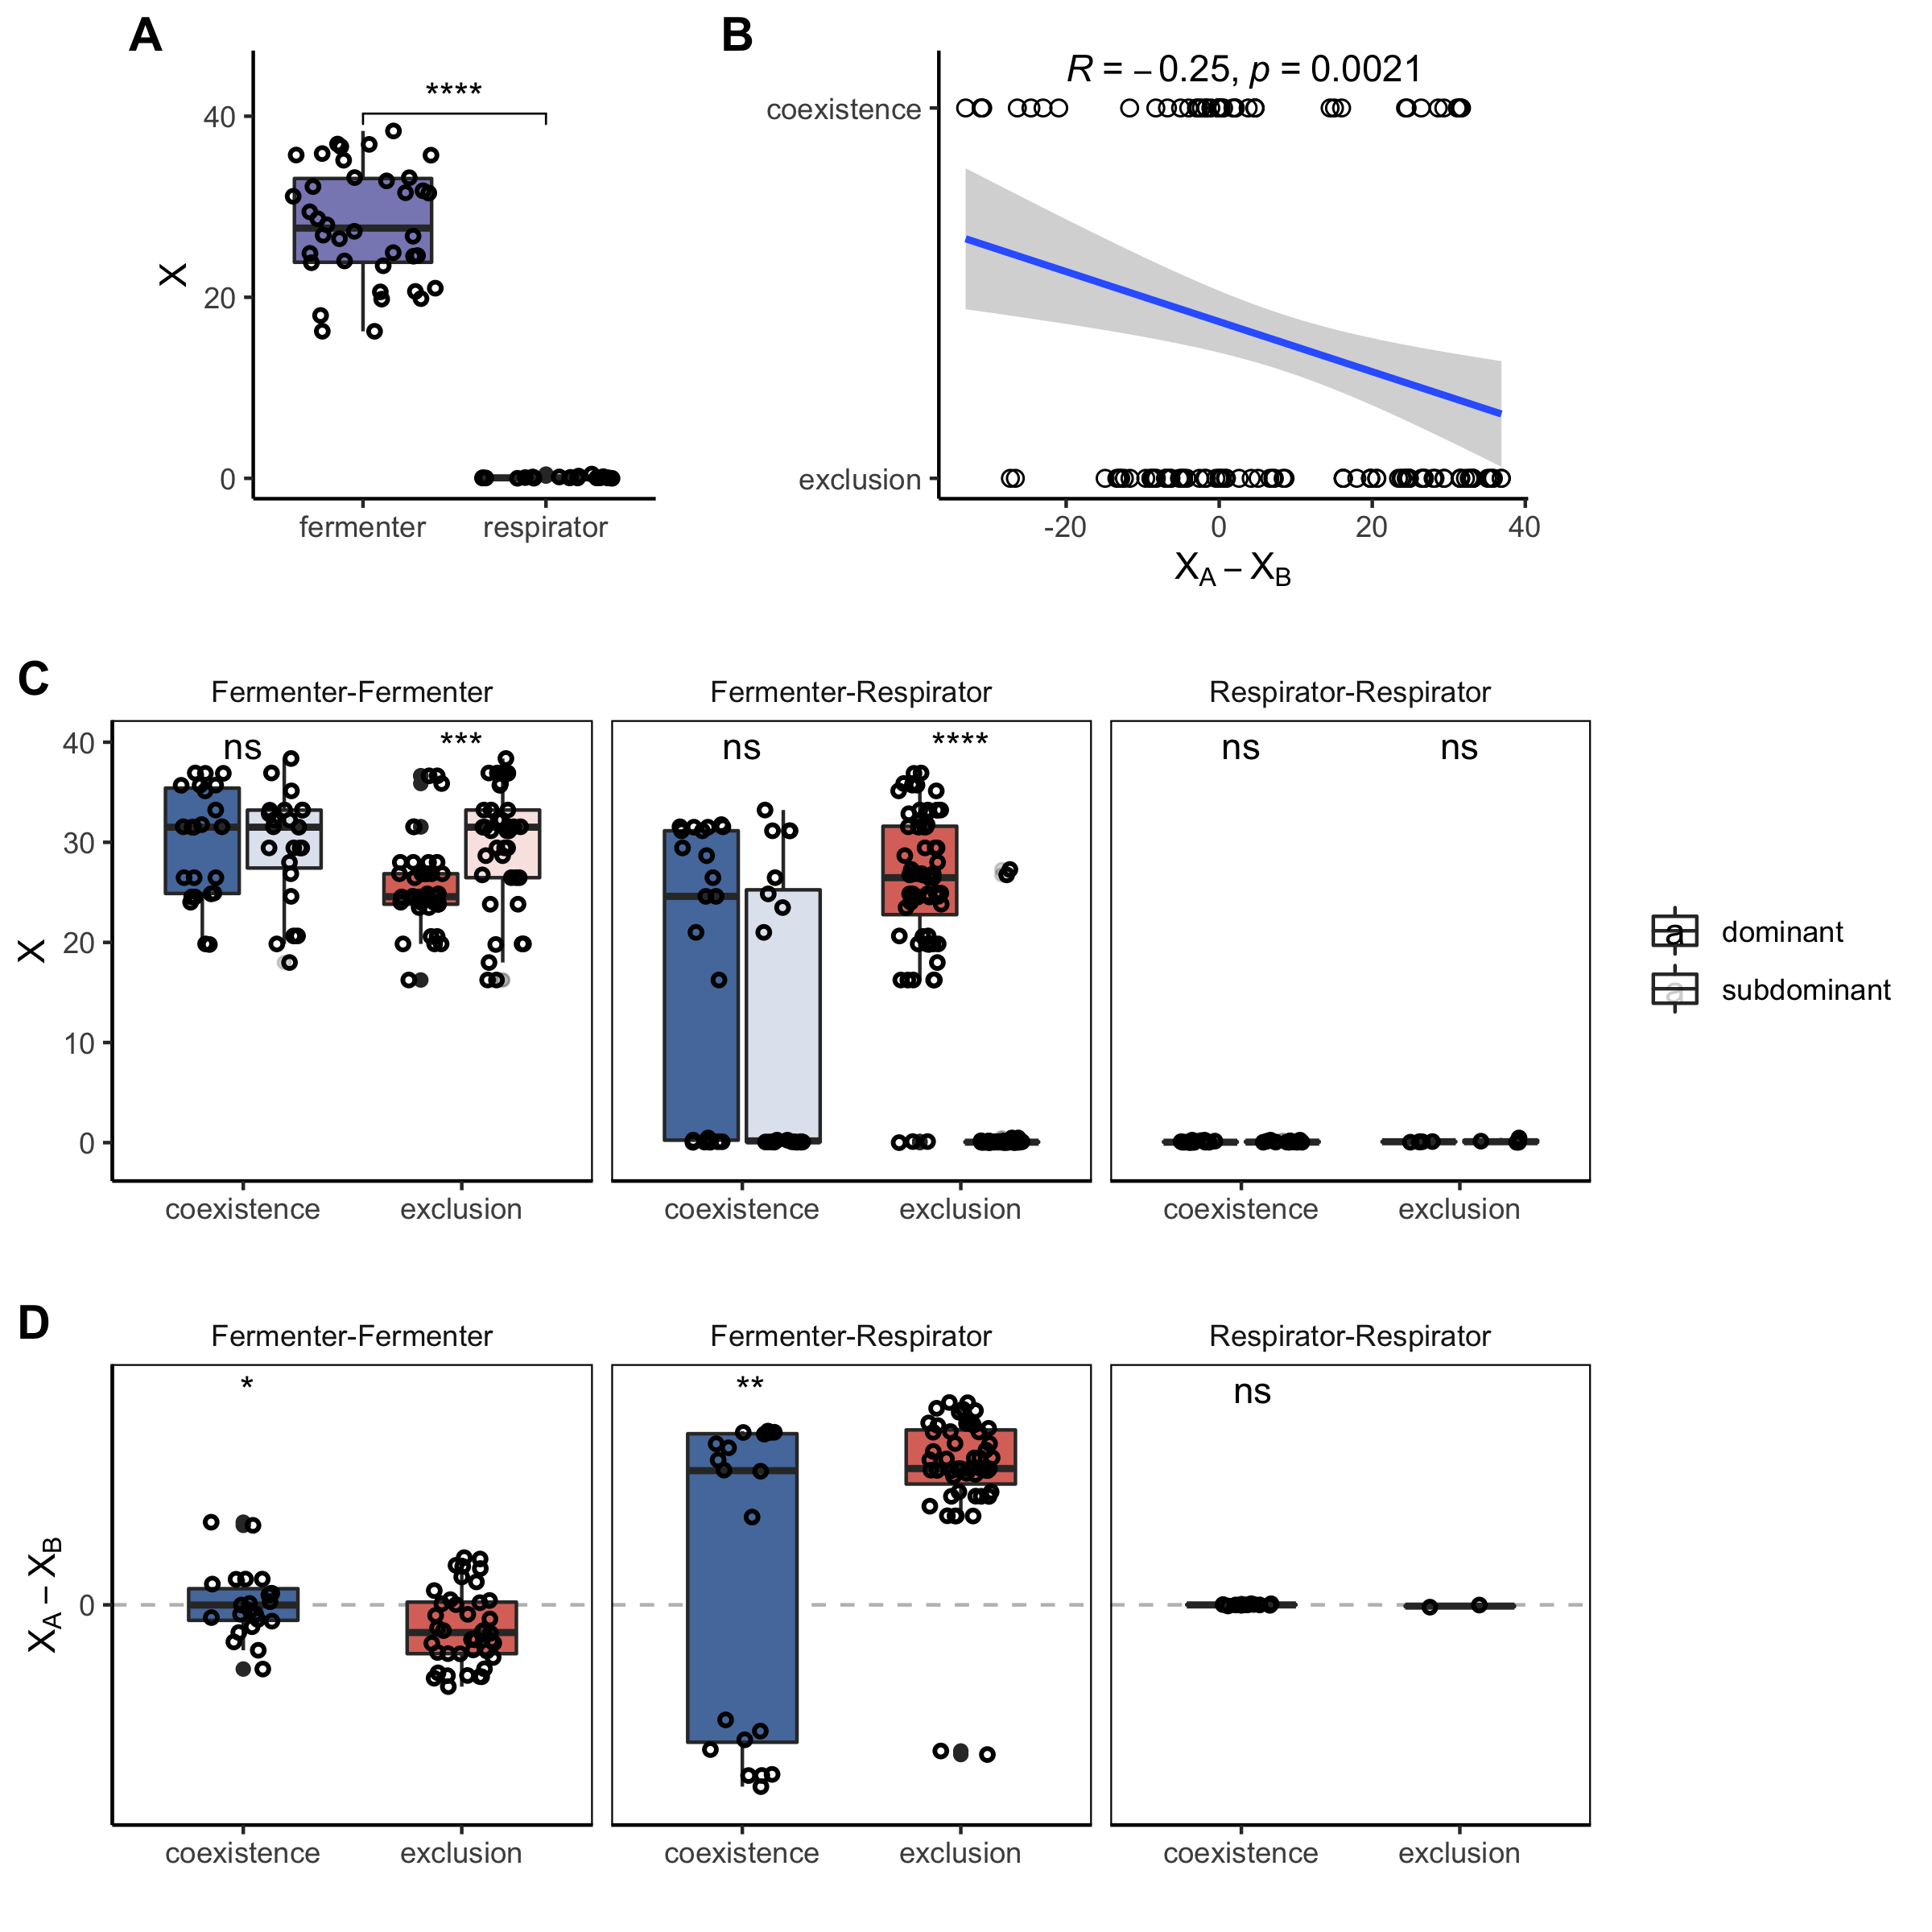 A
****
X
40
20
0
fermenter respirator
B
R = −0.25, p = 0.0021
coexistence
exclusion
-20 0 20 40
XA − XB
C
Fermenter-Fermenter Fermenter-Respirator Respirator-Respirator
ns *** ns **** ns ns
X
40
30
20
10
0
coexistence exclusion coexistence exclusion coexistence exclusion
a dominant
a subdominant
D
Fermenter-Fermenter Fermenter-Respirator Respirator-Respirator
* ** ns
XA − XB
0
coexistence exclusion coexistence exclusion coexistence exclusion